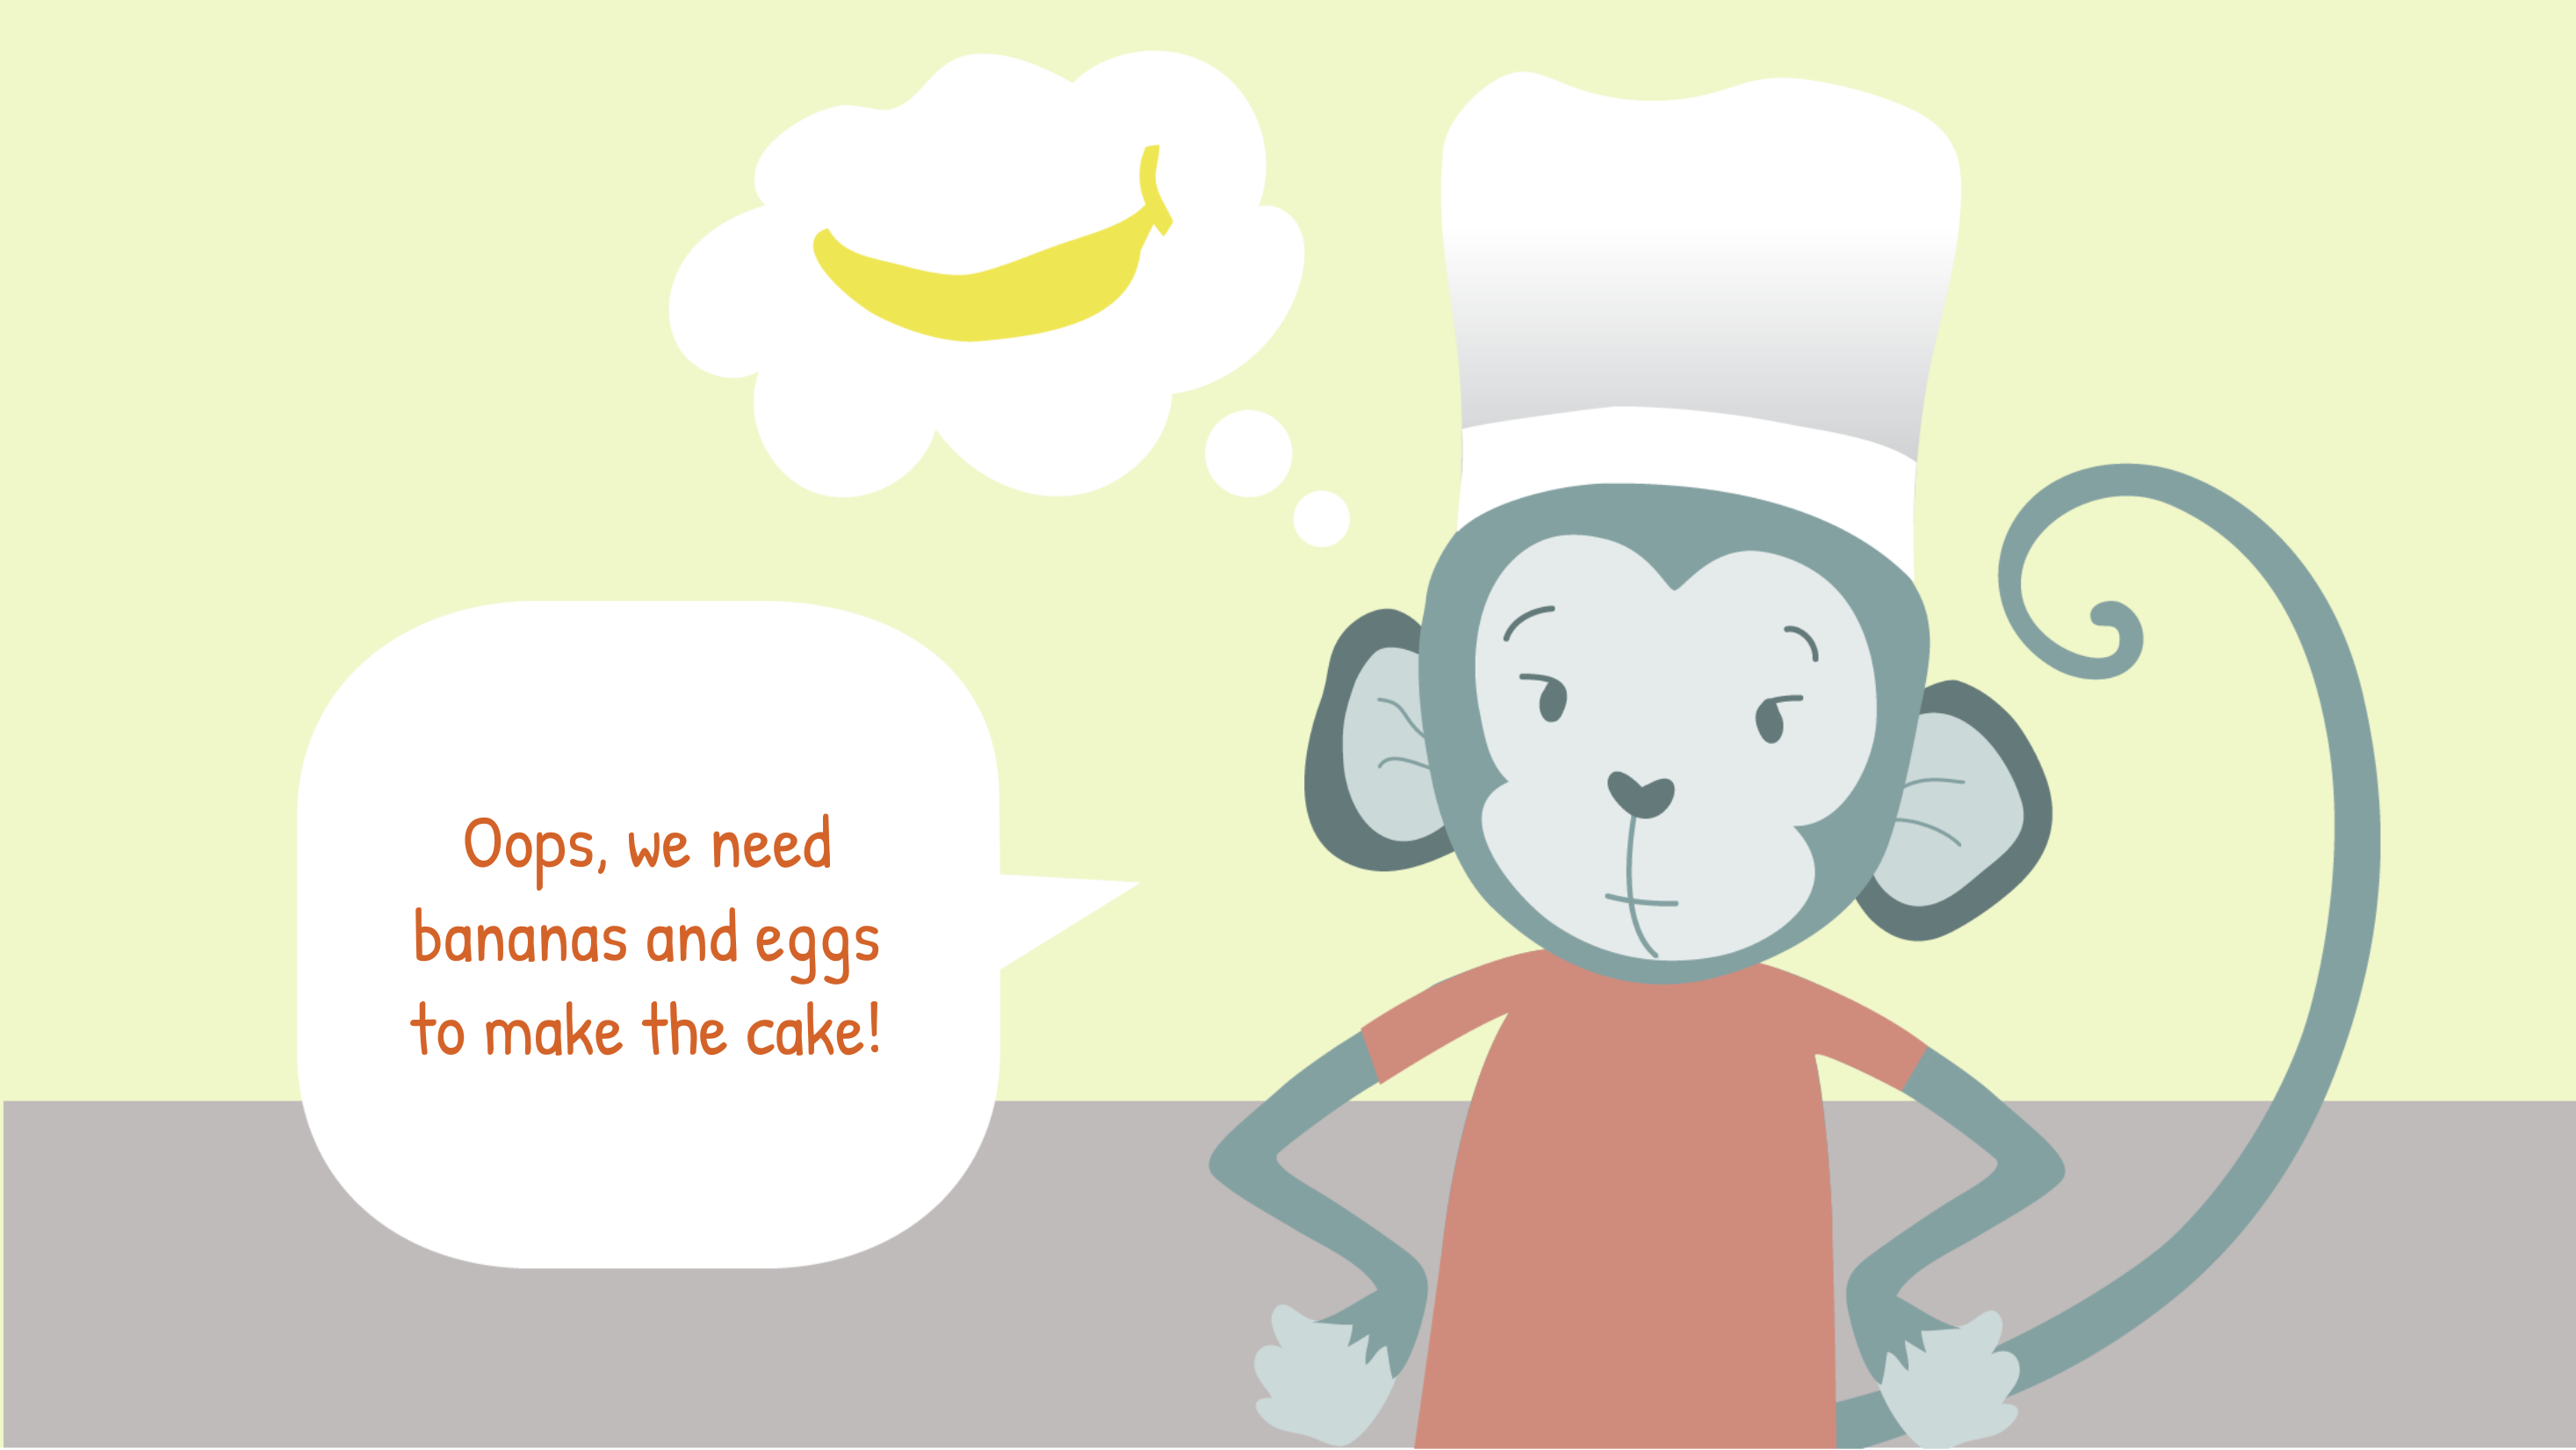 Oops, we need
bananas and eggs
to make the cake!